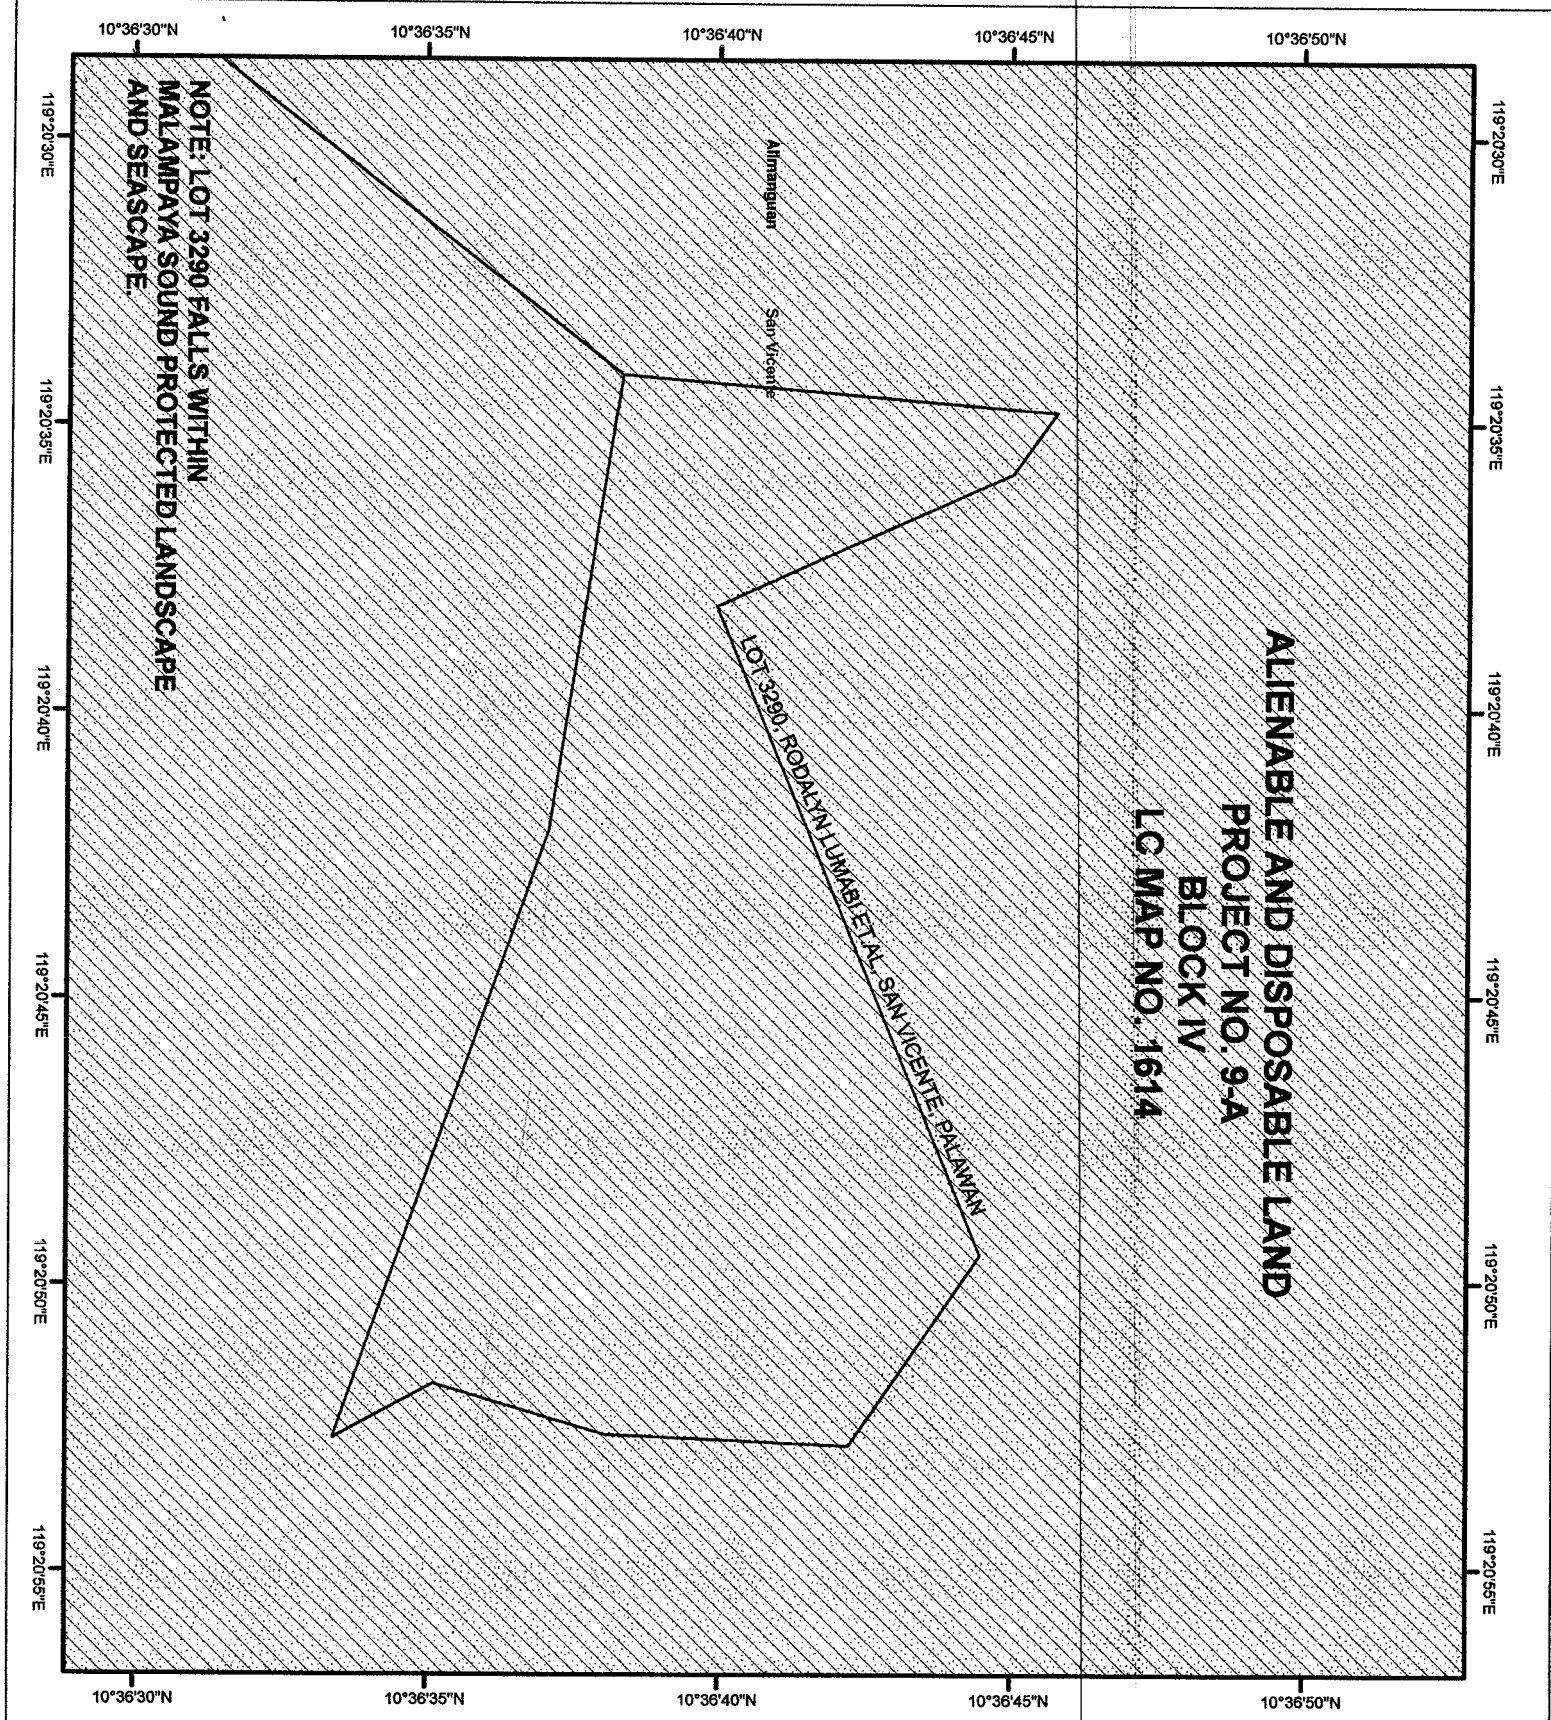 119°20'30"E
119°20'35"E
119°20'40"E
119°20'45"E
119°20'50"E
119°20'55"E
10°36'50"N
10°36'50"N
ALIENABLE AND DISPOSABLE LAND
PROJECT NO. 9-A
BLOCK IV
LC MAP NO. 1614
10°36'45"N
10°36'45"N
LOT 3290, RODALYN LUMABI ET.AL, SAN VICENTE, PALAWAN
Alimanguan
San Vicente
10°36'40"N
10°36'40"N
10°36'35"N
10°36'35"N
NOTE: LOT 3290 FALLS WITHIN
MALAMPAYA SOUND PROTECTED LANDSCAPE
AND SEASCAPE.
10°36'30"N
10°36'30"N
119°20'30"E
119°20'35"E
119°20'40"E
119°20'45"E
119°20'50"E
119°20'55"E